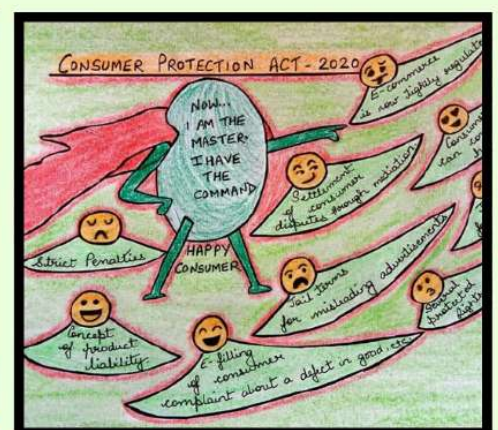 CONSUMER PROTECTION ACT - 2020
NOW...
I AM THE
MASTER.
I HAVE
THE
COMMAND
HAPPY
CONSUMER
E-commerce
is now tightly
Settlement
of consumer
disputes through mediation
can
Strict Penalties
Jail terms
for misleading advertisements
protected
Concept
of product
liability
E-filling
of consumer
complaint about a defect in good, etc.